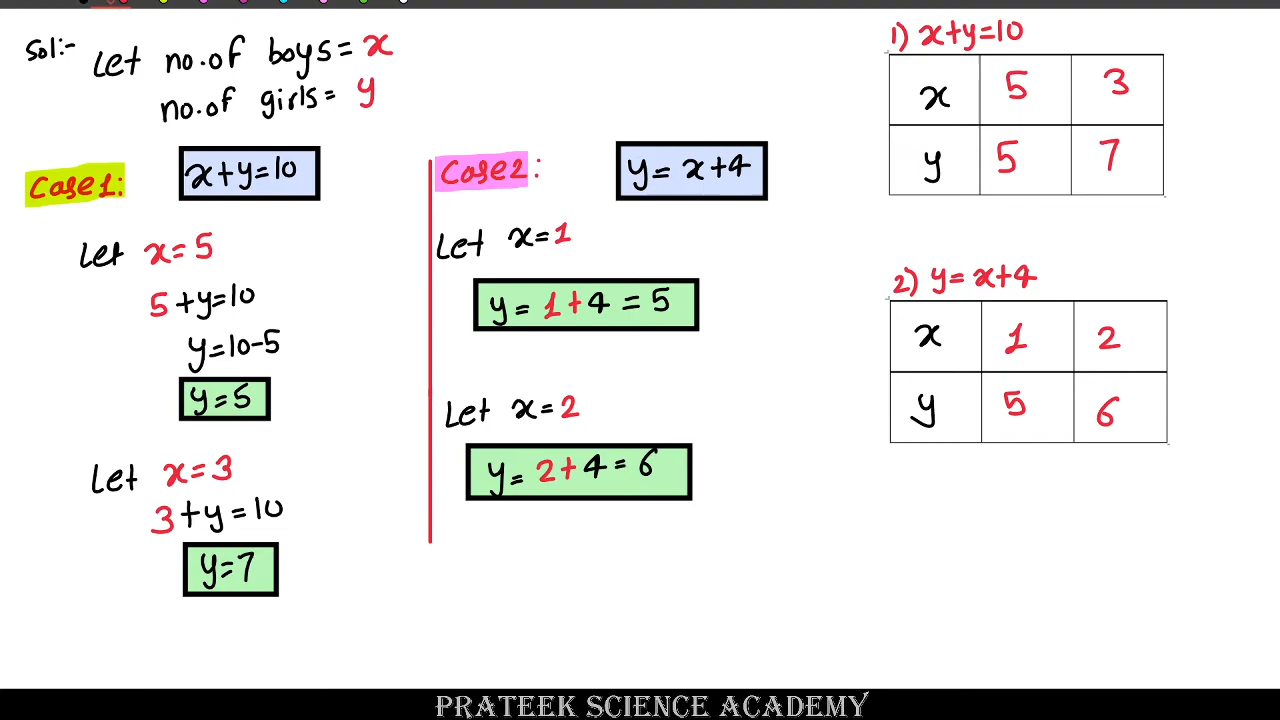 Sol:- Let no.of boys = x
no.of girls = y
Case1: x+y=10
Let x=5
5+y=10
y=10-5
y=5
Let x=3
3+y=10
y=7
Case2: y=x+4
Let x=1
y=1+4=5
Let x=2
y=2+4=6
1) x+y=10
x 5 3
y 5 7
2) y=x+4
x 1 2
y 5 6
PRATEEK SCIENCE ACADEMY